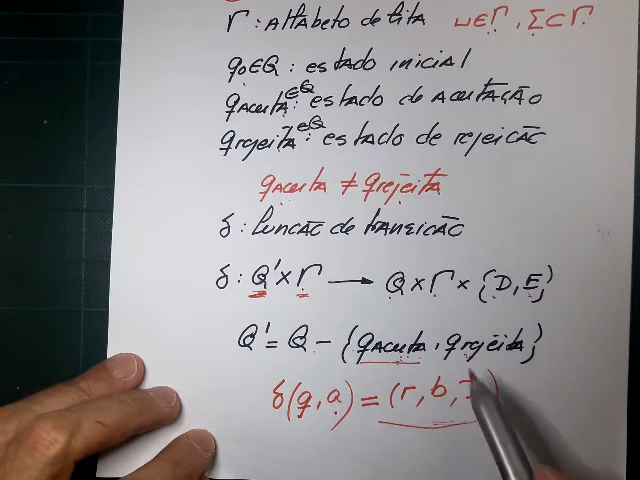 Γ : Alfabeto de fita ⊔ ∈ Γ , Σ ⊂ Γ
q0 ∈ Q : estado inicial
qaceita ∈Q : estado de aceitação
qrejeita ∈Q : estado de rejeição
qaceita ≠ qrejeita
δ : função de transição
δ : Q' × Γ → Q × Γ × {D, E}
Q' = Q - {qaceita, qrejeita}
δ(q, a) = (r, b, )